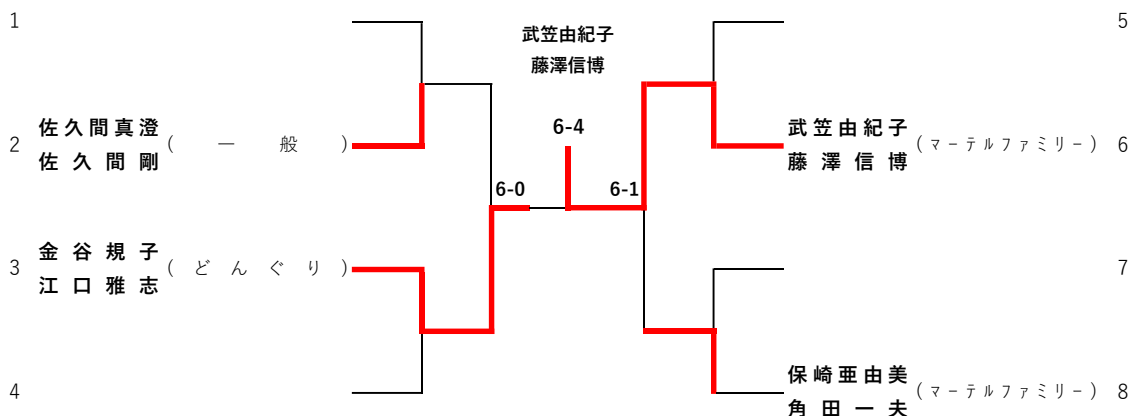 1
佐久間真澄
2 (一般)
佐久間剛
金谷規子
3 (どんぐり)
江口雅志
4
武笠由紀子
藤澤信博
6-4
6-0
6-1
5
武笠由紀子
(マーテルファミリー) 6
藤澤信博
7
保崎亜由美
(マーテルファミリー) 8
角田一夫